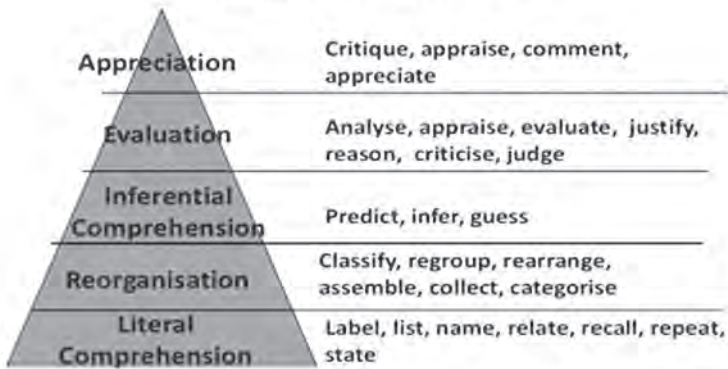 Appreciation
Critique, appraise, comment,
appreciate
Evaluation
Analyse, appraise, evaluate, justify,
reason, criticise, judge
Inferential
Comprehension
Predict, infer, guess
Reorganisation
Classify, regroup, rearrange,
assemble, collect, categorise
Literal
Comprehension
Label, list, name, relate, recall, repeat,
state